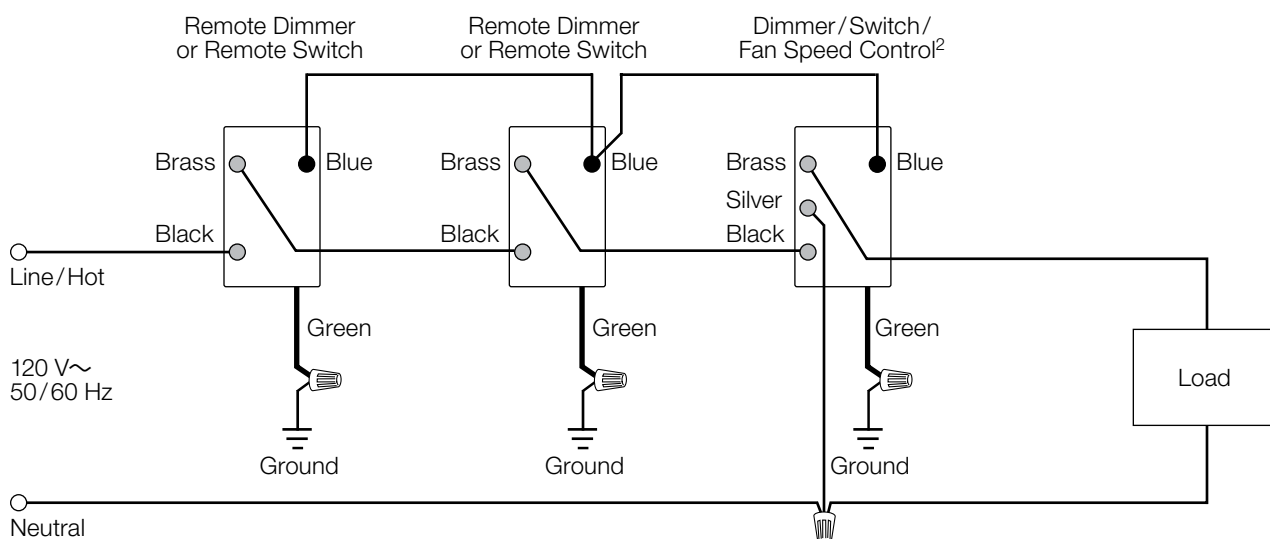 Remote Dimmer
or Remote Switch
Remote Dimmer
or Remote Switch
Dimmer/Switch/
Fan Speed Control²
Brass
Blue
Brass
Blue
Brass
Blue
Silver
Black
Black
Black
Line/Hot
Green
Green
Green
120 V~
50/60 Hz
Load
Ground
Ground
Ground
Neutral